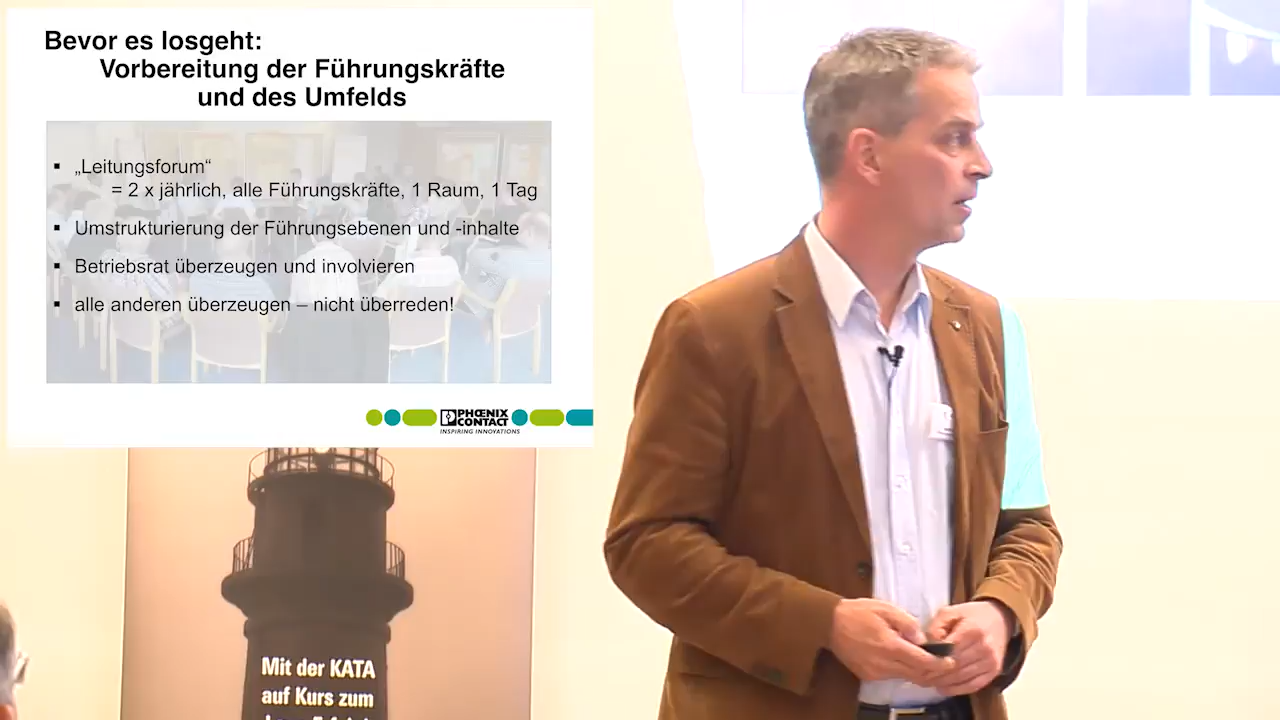 Bevor es losgeht:
Vorbereitung der Führungskräfte
und des Umfelds
▪ „Leitungsforum“
= 2 x jährlich, alle Führungskräfte, 1 Raum, 1 Tag
▪ Umstrukturierung der Führungsebenen und -inhalte
▪ Betriebsrat überzeugen und involvieren
▪ alle anderen überzeugen – nicht überreden!
PHŒNIX
CONTACT
INSPIRING INNOVATIONS
Mit der KATA
auf Kurs zum